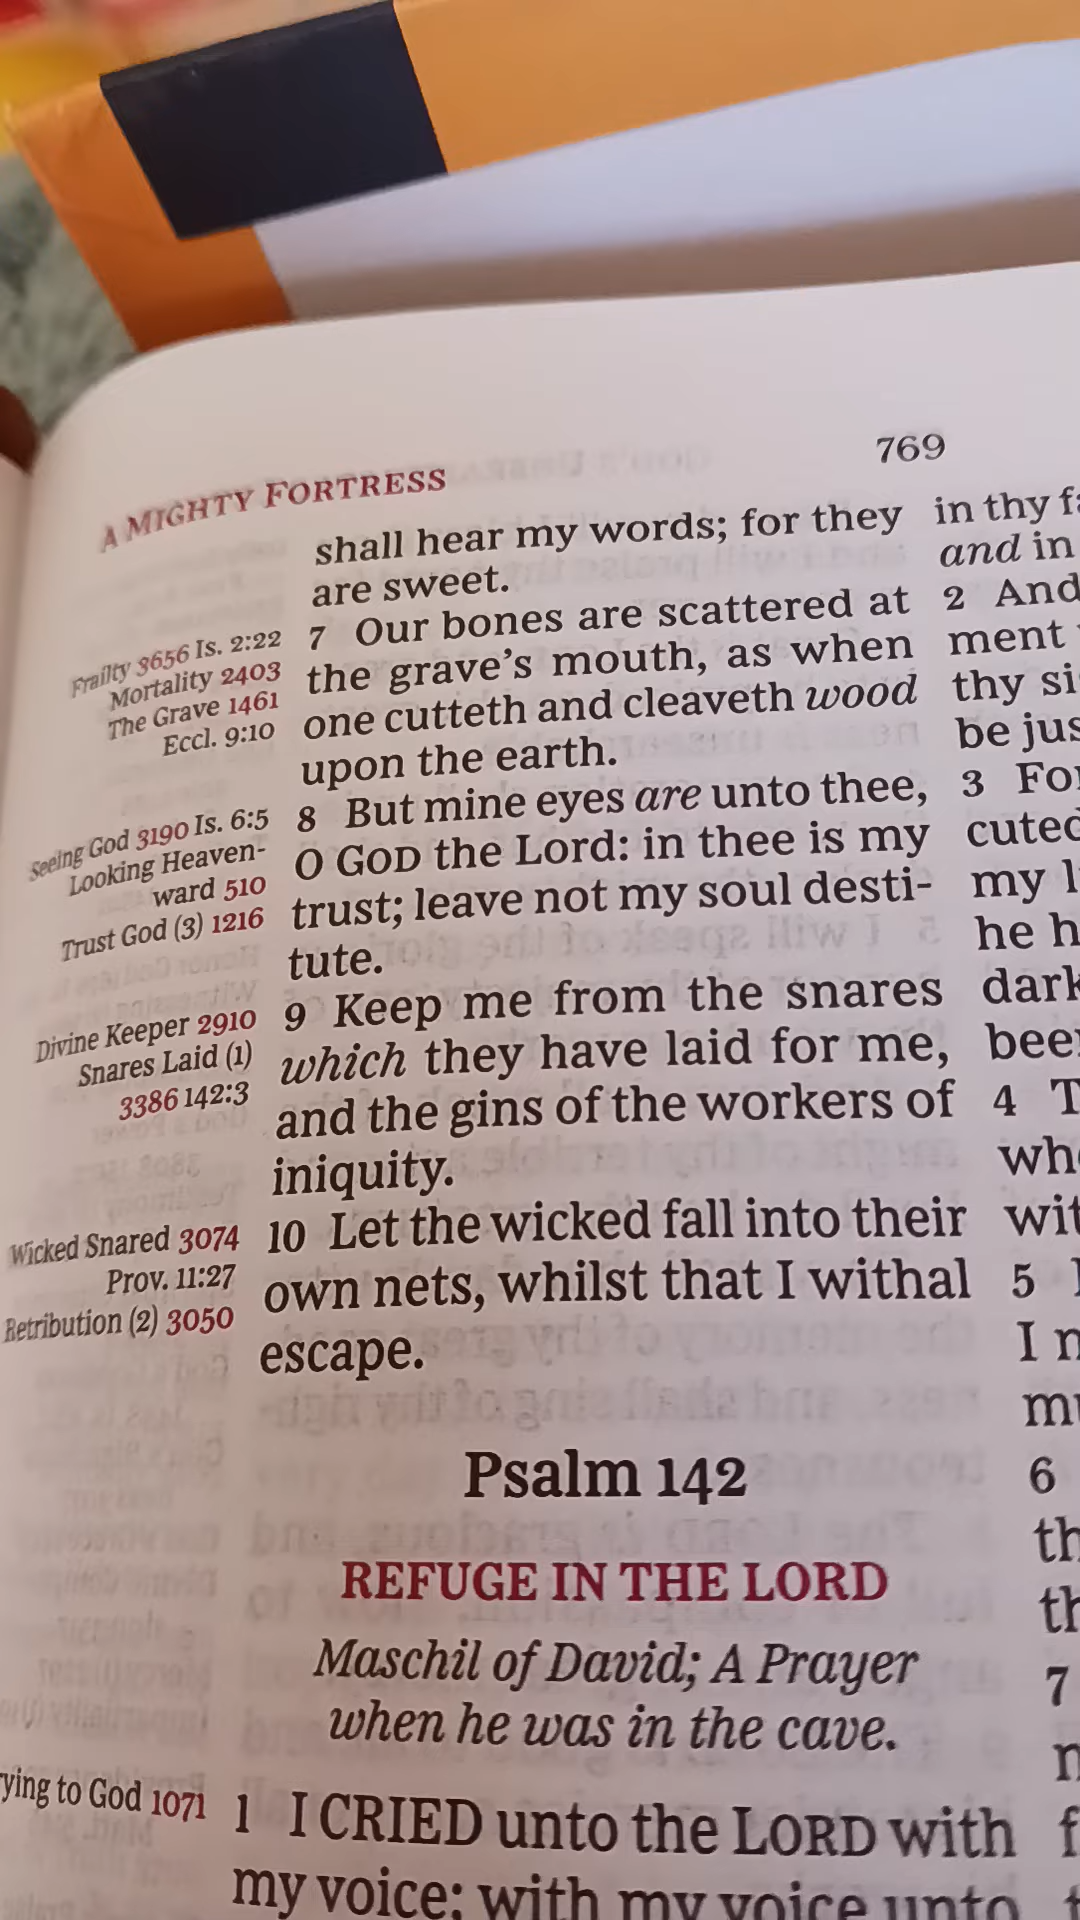 769
A MIGHTY FORTRESS
shall hear my words; for they
are sweet.
Frailty 3656 Is. 2:22
Mortality 2403
The Grave 1461
Eccl. 9:10
7 Our bones are scattered at
the grave's mouth, as when
one cutteth and cleaveth wood
upon the earth.
Seeing God 3190 Is. 6:5
Looking Heaven-
ward 510
Trust God (3) 1216
8 But mine eyes are unto thee,
O GOD the Lord: in thee is my
trust; leave not my soul desti-
tute.
Divine Keeper 2910
Snares Laid (1)
3386 142:3
9 Keep me from the snares
which they have laid for me,
and the gins of the workers of
iniquity.
Wicked Snared 3074
Prov. 11:27
Retribution (2) 3050
10 Let the wicked fall into their
own nets, whilst that I withal
escape.
Psalm 142
REFUGE IN THE LORD
Maschil of David; A Prayer
when he was in the cave.
to God 1071
1 I CRIED unto the LORD with
my voice; with my voice unto
in thy
and in
2 And
ment
thy
be
3
my
he
4
5
I
6
7